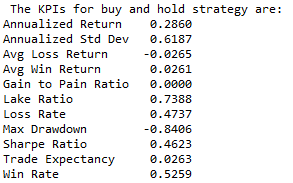 The KPIs for buy and hold strategy are:
Annualized Return 0.2860
Annualized Std Dev 0.6187
Avg Loss Return -0.0265
Avg Win Return 0.0261
Gain to Pain Ratio 0.0000
Lake Ratio 0.7388
Loss Rate 0.4737
Max Drawdown -0.8406
Sharpe Ratio 0.4623
Trade Expectancy 0.0263
Win Rate 0.5259